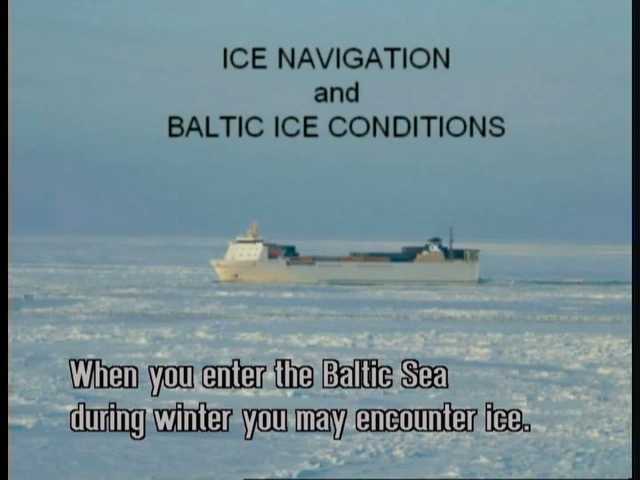 ICE NAVIGATION
and
BALTIC ICE CONDITIONS
When you enter the Baltic Sea
during winter you may encounter ice.